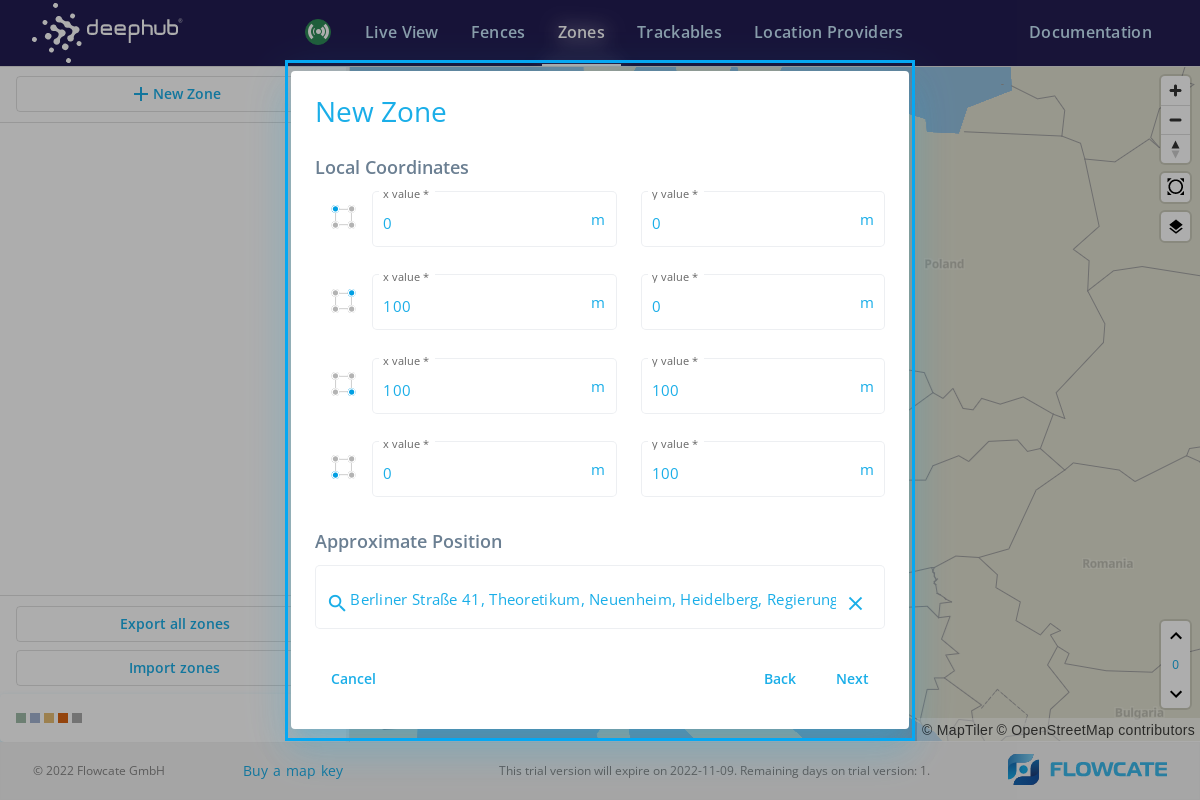 deephub®
Live View
Fences
Zones
Trackables
Location Providers
Documentation
New Zone
New Zone
Local Coordinates
x value *
0 m
y value *
0 m
x value *
100 m
y value *
0 m
x value *
100 m
y value *
100 m
x value *
0 m
y value *
100 m
Approximate Position
Berliner Straße 41, Theoretikum, Neuenheim, Heidelberg, Regierung
Cancel
Back
Next
Export all zones
Import zones
Poland
Romania
Bulgaria
0
© MapTiler © OpenStreetMap contributors
© 2022 Flowcate GmbH
Buy a map key
This trial version will expire on 2022-11-09. Remaining days on trial version: 1.
FLOWCATE